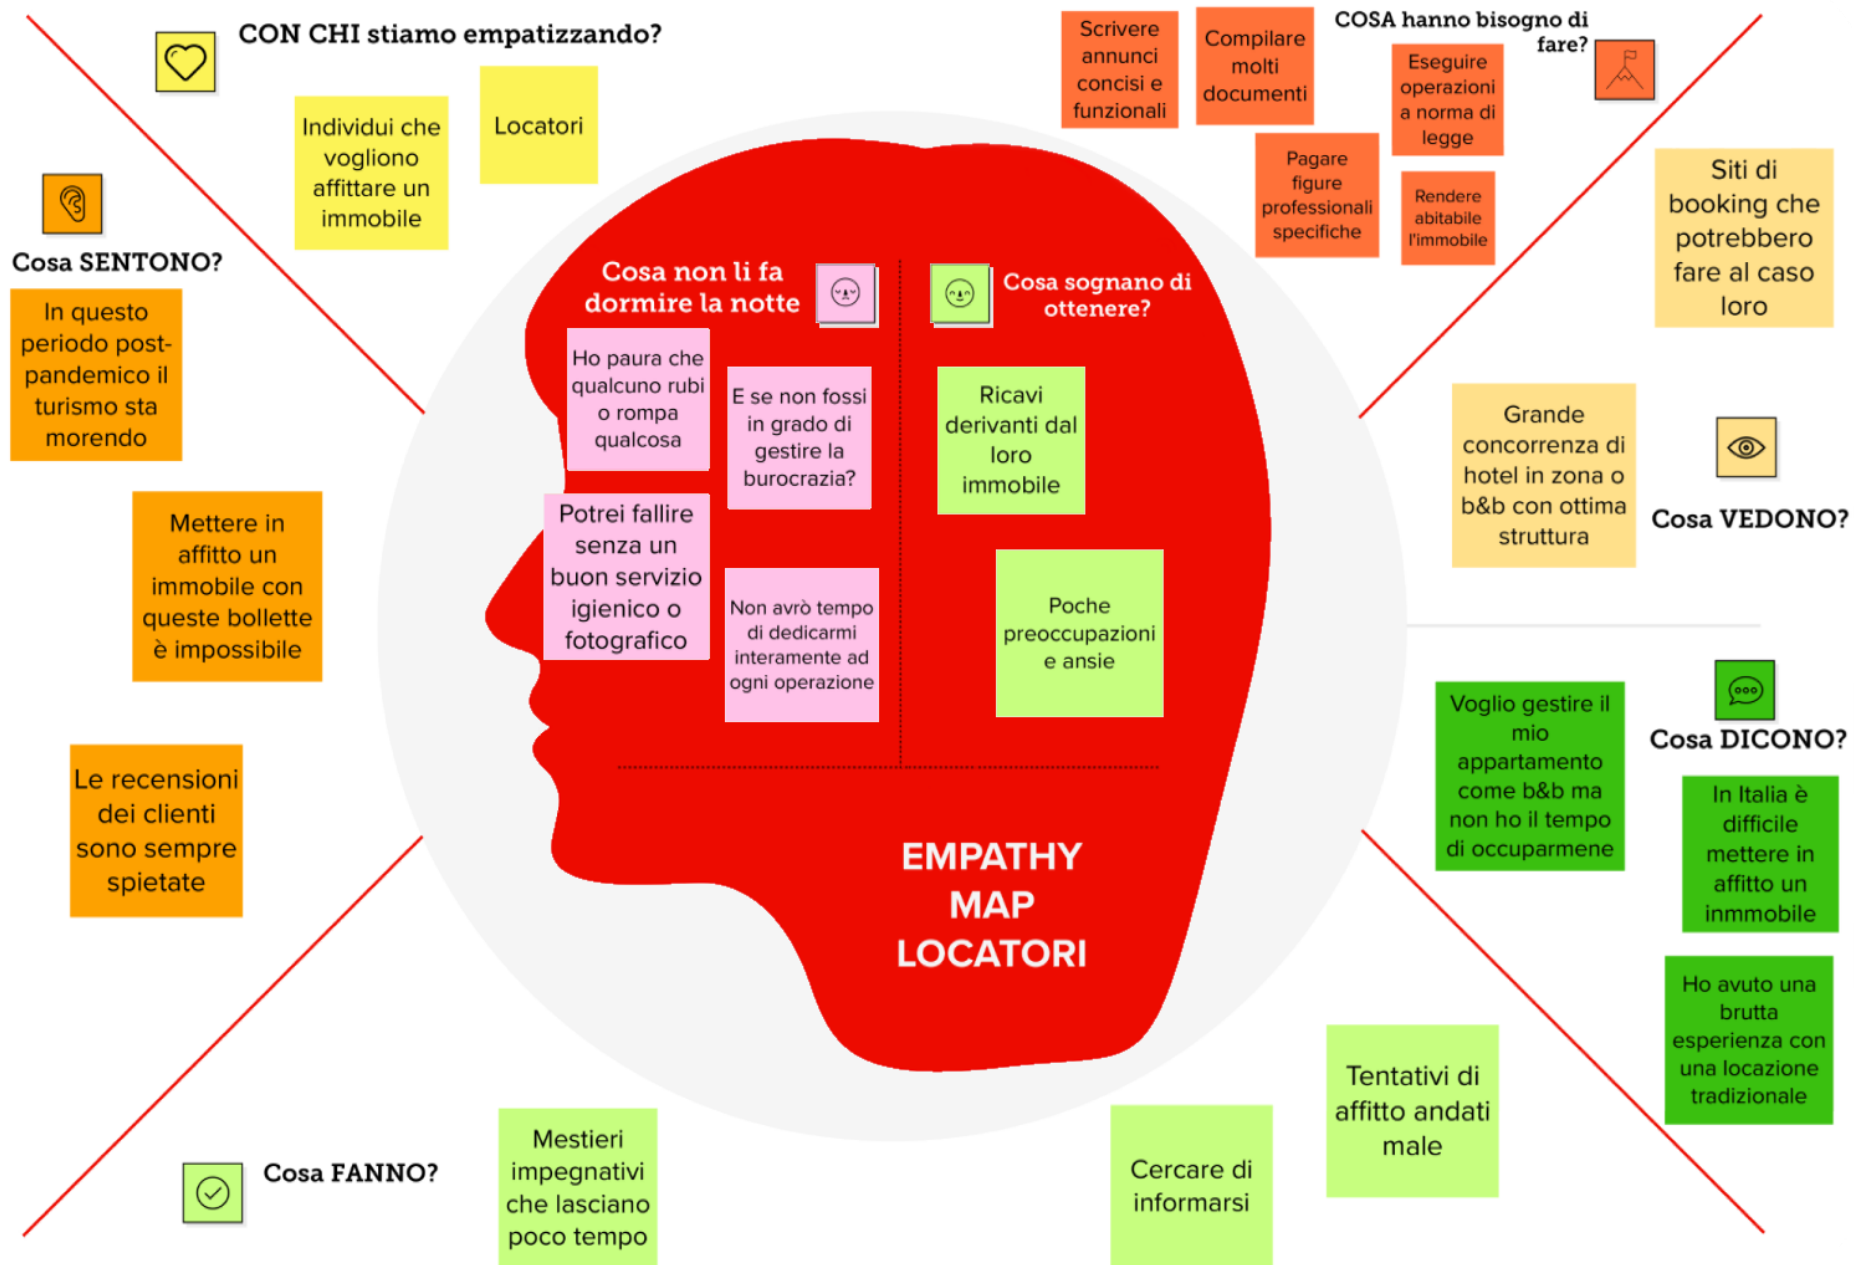 CON CHI stiamo empatizzando?
Individui che
vogliono
affittare un
immobile
Locatori
COSA hanno bisogno di
fare?
Scrivere
annunci
concisi e
funzionali
Compilare
molti
documenti
Eseguire
operazioni
a norma di
legge
Pagare
figure
professionali
specifiche
Rendere
abitabile
l'immobile
Cosa SENTONO?
In questo
periodo post-
pandemico il
turismo sta
morendo
Mettere in
affitto un
immobile con
queste bollette
è impossibile
Le recensioni
dei clienti
sono sempre
spietate
Cosa non li fa
dormire la notte
Ho paura che
qualcuno rubi
o rompa
qualcosa
E se non fossi
in grado di
gestire la
burocrazia?
Potrei fallire
senza un
buon servizio
igienico o
fotografico
Non avrò tempo
di dedicarmi
interamente ad
ogni operazione
Cosa sognano di
ottenere?
Ricavi
derivanti dal
loro
immobile
Poche
preoccupazioni
e ansie
EMPATHY
MAP
LOCATORI
Siti di
booking che
potrebbero
fare al caso
loro
Grande
concorrenza di
hotel in zona o
b&b con ottima
struttura
Cosa VEDONO?
Cosa DICONO?
Voglio gestire il
mio
appartamento
come b&b ma
non ho il tempo
di occuparmene
In Italia è
difficile
mettere in
affitto un
inmmobile
Ho avuto una
brutta
esperienza con
una locazione
tradizionale
Cosa FANNO?
Mestieri
impegnativi
che lasciano
poco tempo
Cercare di
informarsi
Tentativi di
affitto andati
male